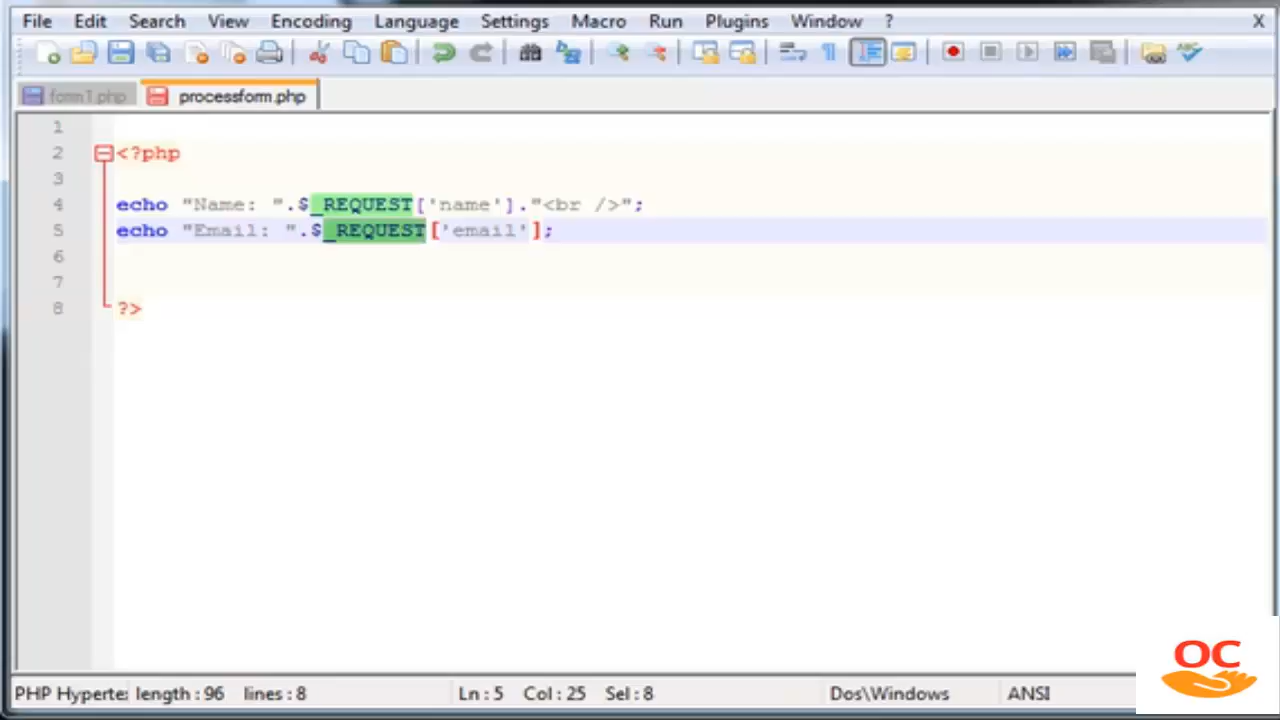 File Edit Search View Encoding Language Settings Macro Run Plugins Window ? X
form1.php processform.php
1
2 <?php
3
4 echo "Name: ".$_REQUEST['name']."<br />";
5 echo "Email: ".$_REQUEST['email'];
6
7
8 ?>
PHP Hyperte length : 96 lines : 8 Ln : 5 Col : 25 Sel : 8 Dos\Windows ANSI
OC